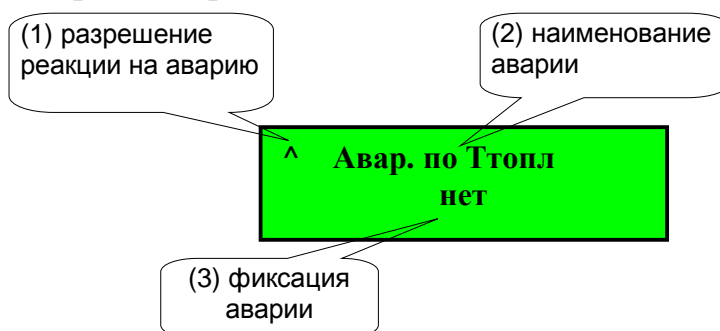 (1) разрешение
реакции на аварию
(2) наименование
аварии
^ Авар. по Ттопл
нет
(3) фиксация
аварии